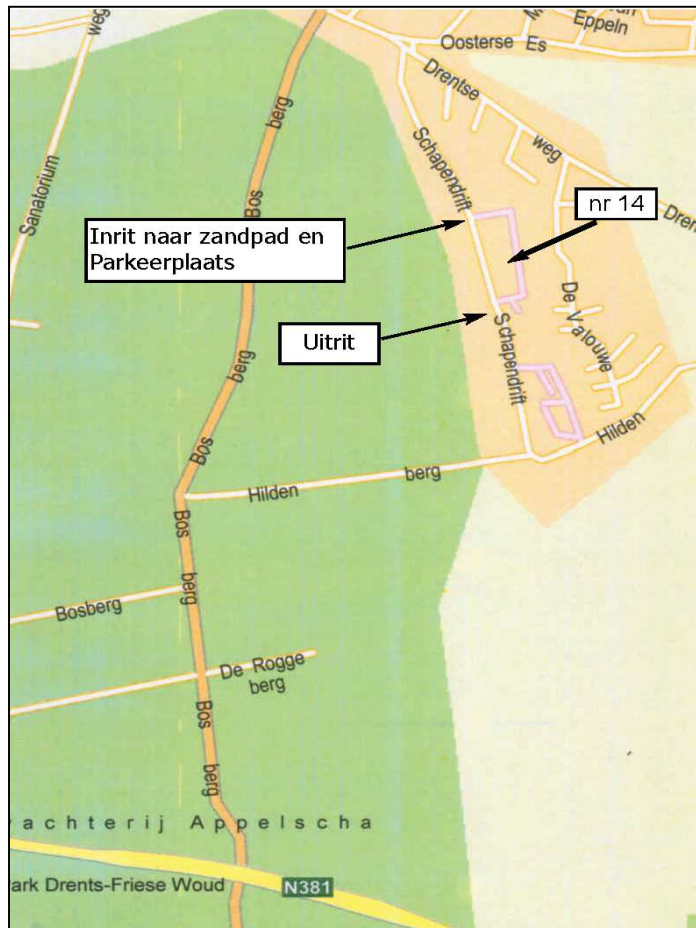 weg
Eppeln
Oosterse Es
Drentse
weg
Dren
berg
Schapendrift
Sanatorium
Bos
nr 14
Inrit naar zandpad en
Parkeerplaats
De Valouwe
Uitrit
Schapendrift
berg
Bos
Hilden
berg
Hilden
Bos
berg
Bosberg
De Rogge
berg
Bos
berg
achterij Appelscha
ark Drents-Friese Woud
N381